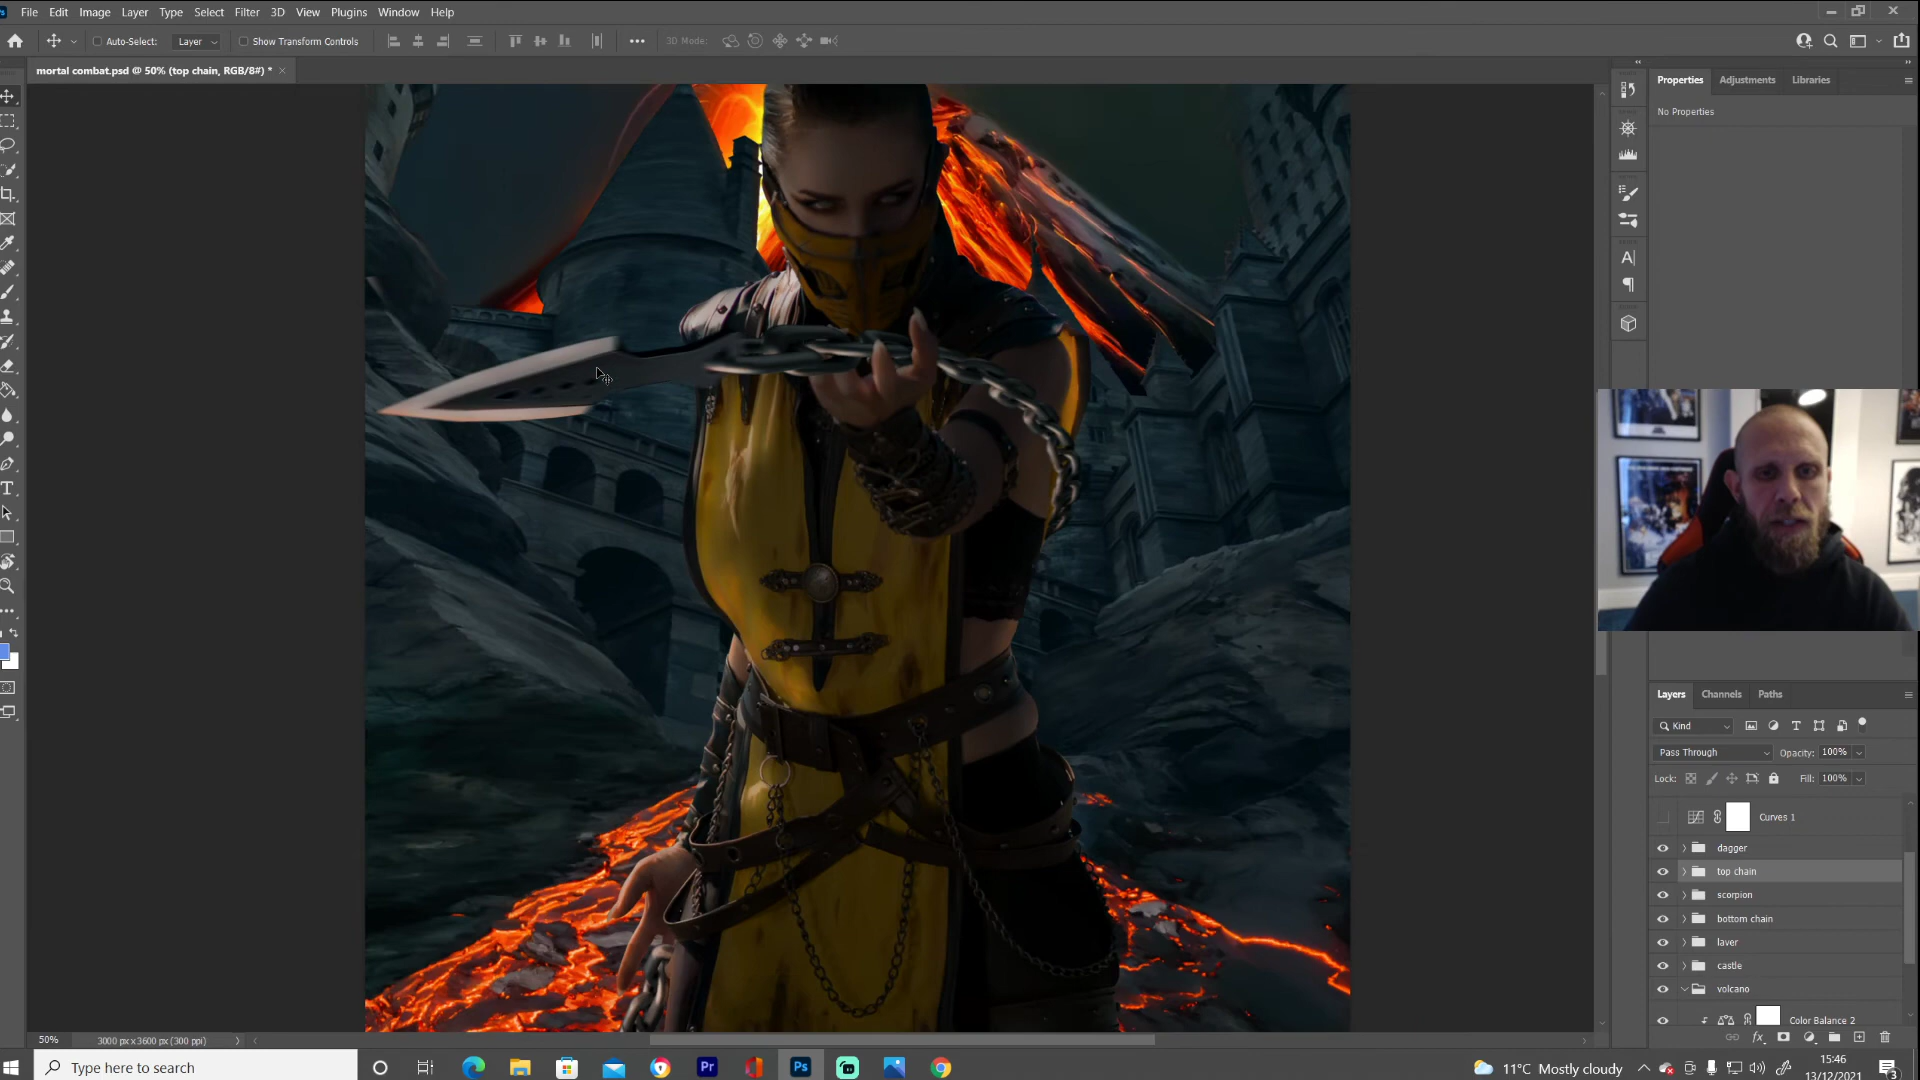 File Edit Image Layer Type Select Filter 3D View Plugins Window Help
Auto-Select: Layer Show Transform Controls 3D Mode:
mortal combat.psd @ 50% (top chain, RGB/8#) *
Properties Adjustments Libraries
No Properties
Layers Channels Paths
Kind
Pass Through Opacity: 100%
Lock: Fill: 100%
Curves 1
dagger
top chain
scorpion
bottom chain
laver
castle
volcano
Color Balance 2
50% 3000 px x 3600 px (300 ppi)
Type here to search
11°C Mostly cloudy
15:46
13/12/2021